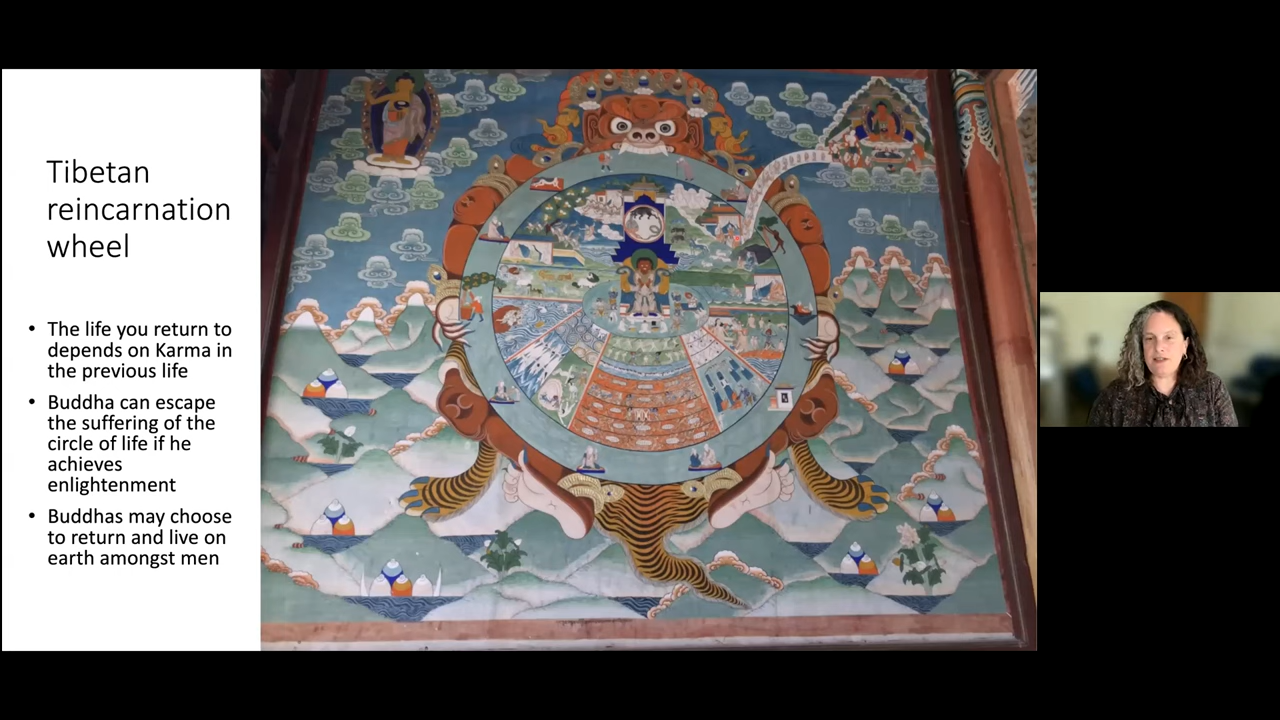 Tibetan
reincarnation
wheel
• The life you return to
depends on Karma in
the previous life
• Buddha can escape
the suffering of the
circle of life if he
achieves
enlightenment
• Buddhas may choose
to return and live on
earth amongst men